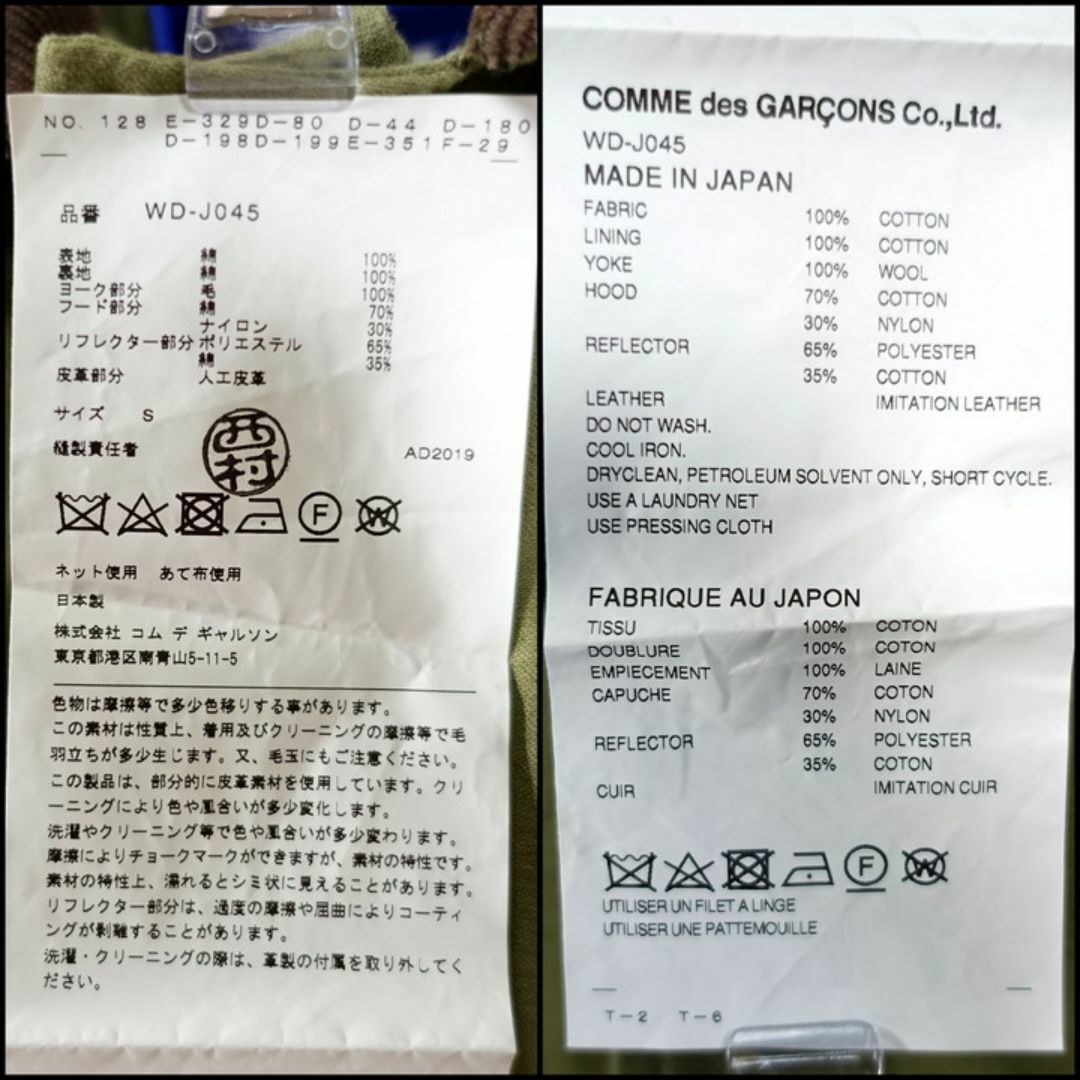 NO. 128 E-329D-80 D-44 D-180
D-198D-199E-351F-29
品番 WD-J045
表地 綿 100%
裏地 綿 100%
ヨーク部分 毛 100%
フード部分 綿 70%
ナイロン 30%
リフレクター部分 ポリエステル 65%
綿 35%
皮革部分 人工皮革
サイズ S
縫製責任者 西村 AD2019
F W
ネット使用 あて布使用
日本製
株式会社 コム デ ギャルソン
東京都港区南青山5-11-5
色物は摩擦等で多少色移りする事があります。
この素材は性質上、着用及びクリーニングの摩擦等で毛
羽立ちが多少生じます。又、毛玉にもご注意ください。
この製品は、部分的に皮革素材を使用しています。クリ
ーニングにより色や風合いが多少変化します。
洗濯やクリーニング等で色や風合いが多少変わります。
摩擦によりチョークマークができますが、素材の特性です。
素材の特性上、濡れるとシミ状に見えることがあります。
リフレクター部分は、過度の摩擦や屈曲によりコーティ
ングが剥離することがあります。
洗濯・クリーニングの際は、革製の付属を取り外してく
ださい。
COMME des GARÇONS Co.,Ltd.
WD-J045
MADE IN JAPAN
FABRIC 100% COTTON
LINING 100% COTTON
YOKE 100% WOOL
HOOD 70% COTTON
30% NYLON
REFLECTOR 65% POLYESTER
35% COTTON
LEATHER IMITATION LEATHER
DO NOT WASH.
COOL IRON.
DRYCLEAN, PETROLEUM SOLVENT ONLY, SHORT CYCLE.
USE A LAUNDRY NET
USE PRESSING CLOTH
FABRIQUE AU JAPON
TISSU 100% COTON
DOUBLURE 100% COTON
EMPIECEMENT 100% LAINE
CAPUCHE 70% COTON
30% NYLON
REFLECTOR 65% POLYESTER
35% COTON
CUIR IMITATION CUIR
F W
UTILISER UN FILET A LINGE
UTILISER UNE PATTEMOUILLE
T-2 T-6